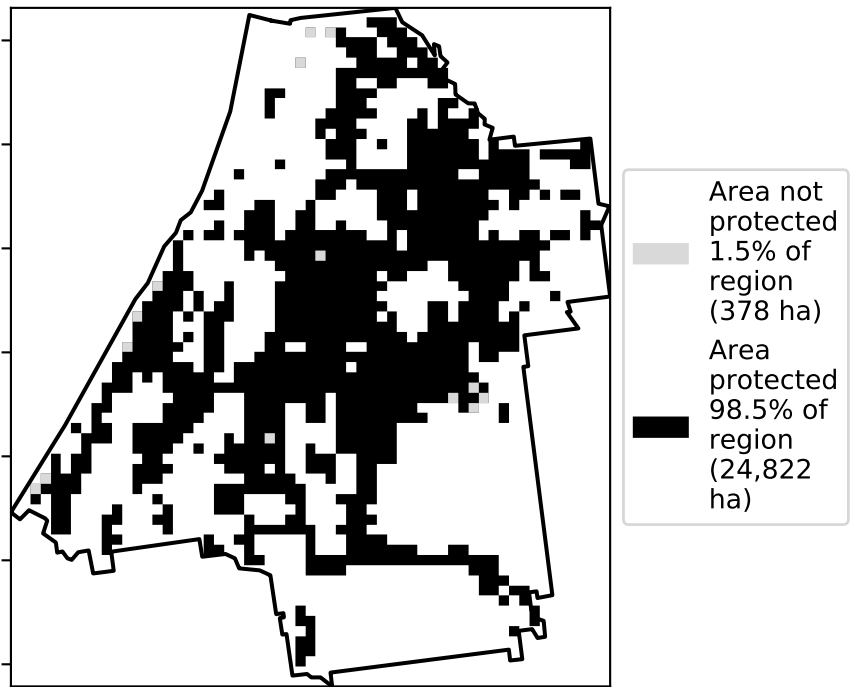 Area not
protected
1.5% of
region
(378 ha)
Area
protected
98.5% of
region
(24,822
ha)